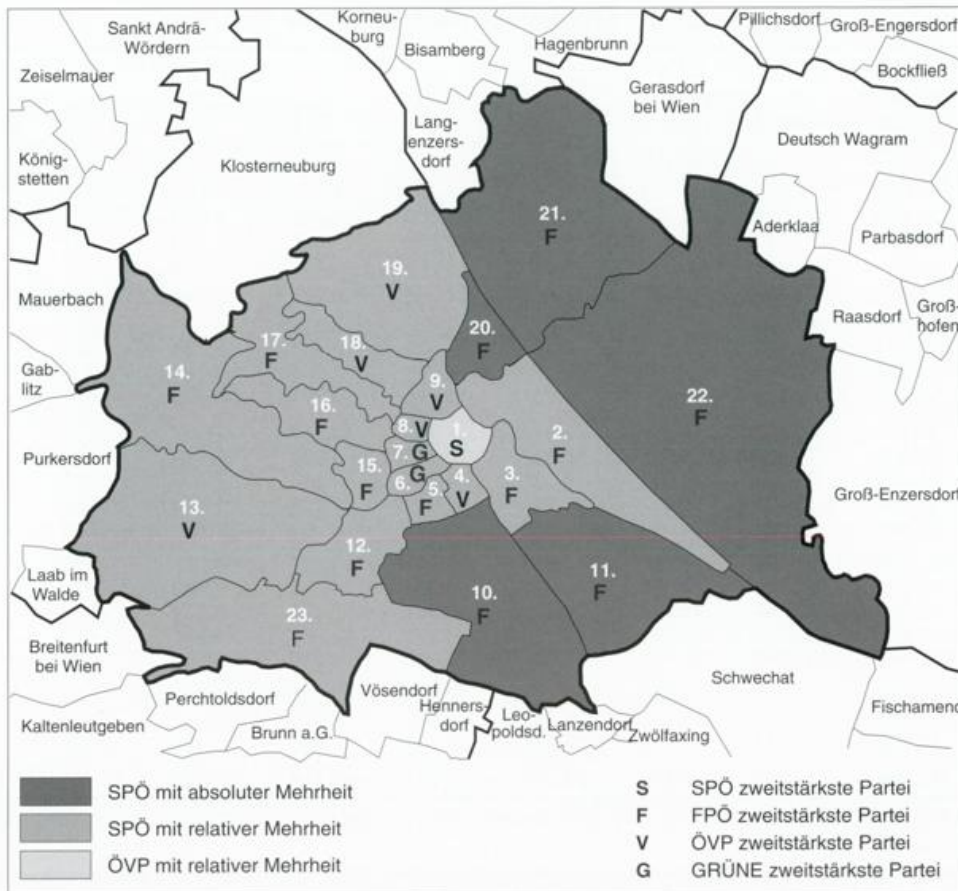 Sankt Andrä-
Wördern
Korneu-
burg
Bisamberg
Hagenbrunn
Pillichsdorf
Groß-Engersdorf
Zeiselmauer
Bockfließ
Gerasdorf
bei Wien
König-
stetten
Klosterneuburg
Lang-
enzers-
dorf
Deutsch Wagram
Aderklaa
Parbasdorf
Mauerbach
Raasdorf
Groß-
hofen
Gab-
litz
Purkersdorf
Groß-Enzersdorf
21.
F
19.
V
20.
F
17.
F
18.
V
14.
F
9.
V
22.
F
16.
F
8. V
1.
S
2.
F
7. G
15.
F
6. G
5.
F
4.
V
3.
F
13.
V
12.
F
11.
F
10.
F
23.
F
Laab im
Walde
Breitenfurt
bei Wien
Kaltenleutgeben
Perchtoldsdorf
Brunn a.G.
Vösendorf
Henners-
dorf
Leo-
poldsd.
Lanzendorf
Zwölfaxing
Schwechat
Fischamend
SPÖ mit absoluter Mehrheit
SPÖ mit relativer Mehrheit
ÖVP mit relativer Mehrheit
S SPÖ zweitstärkste Partei
F FPÖ zweitstärkste Partei
V ÖVP zweitstärkste Partei
G GRÜNE zweitstärkste Partei